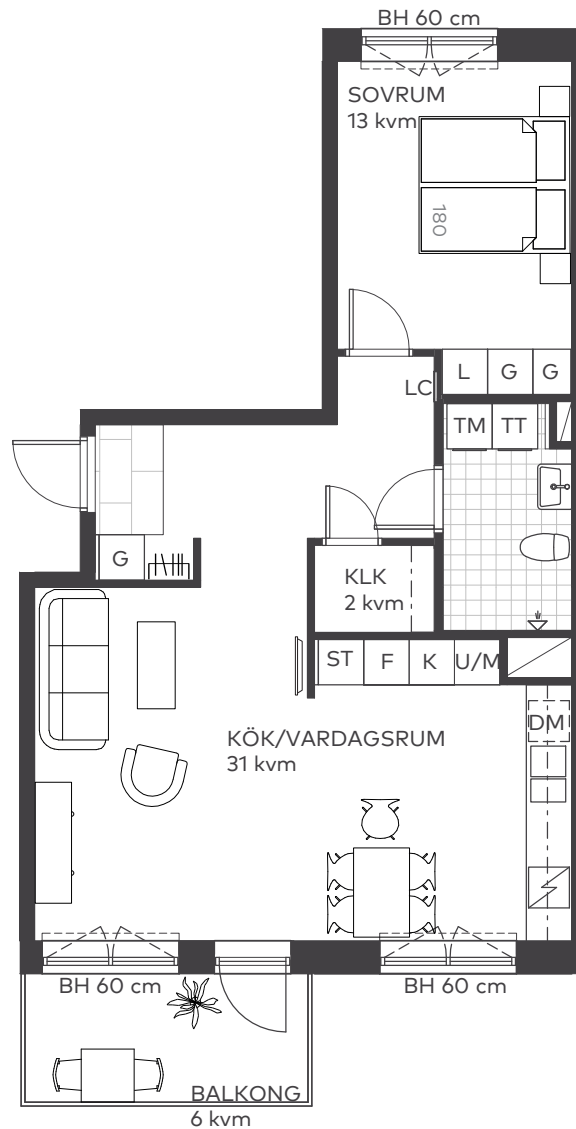 BH 60 cm
SOVRUM
13 kvm
180
LC
L
G
G
TM
TT
G
KLK
2 kvm
ST
F
K
U/M
KÖK/VARDAGSRUM
31 kvm
DM
BH 60 cm
BH 60 cm
BALKONG
6 kvm